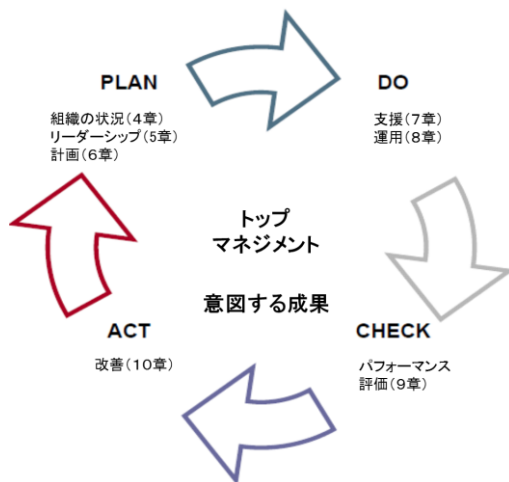 PLAN
組織の状況(4章)
リーダーシップ(5章)
計画(6章)
DO
支援(7章)
運用(8章)
トップ
マネジメント
意図する成果
ACT
改善(10章)
CHECK
パフォーマンス
評価(9章)